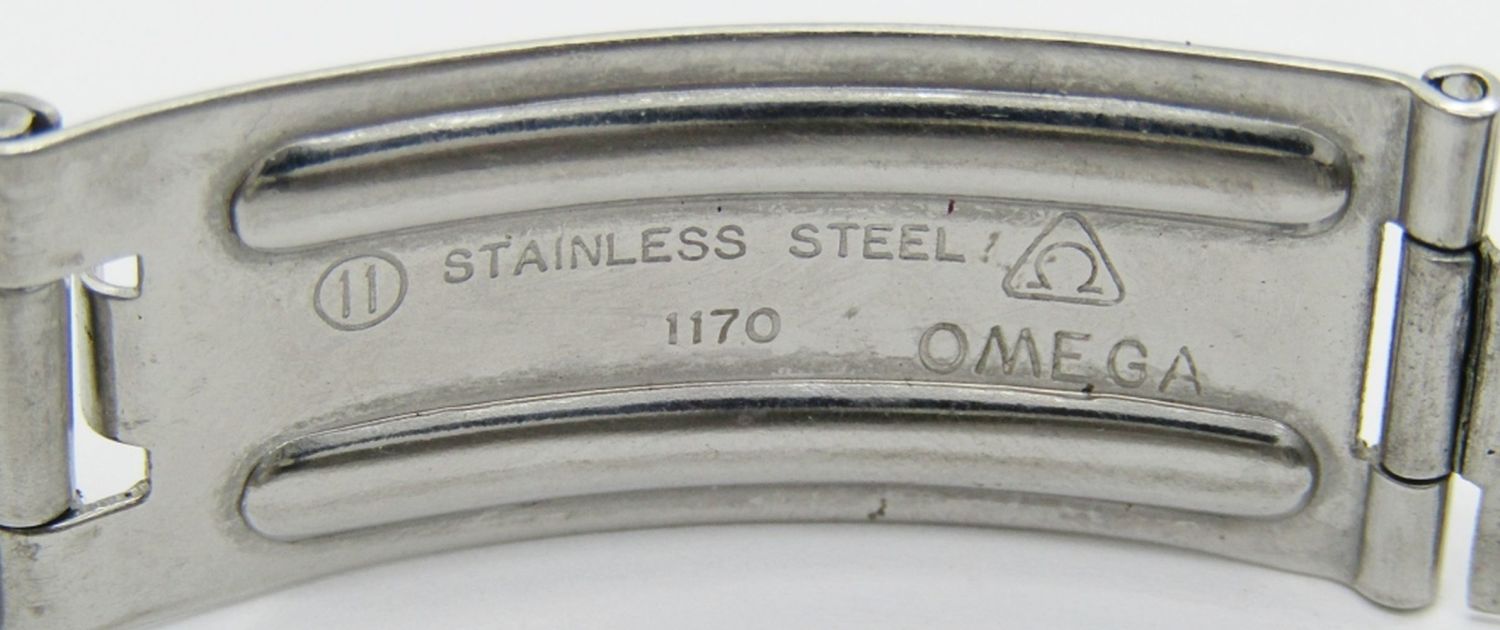 11 STAINLESS STEEL Ω
1170
OMEGA